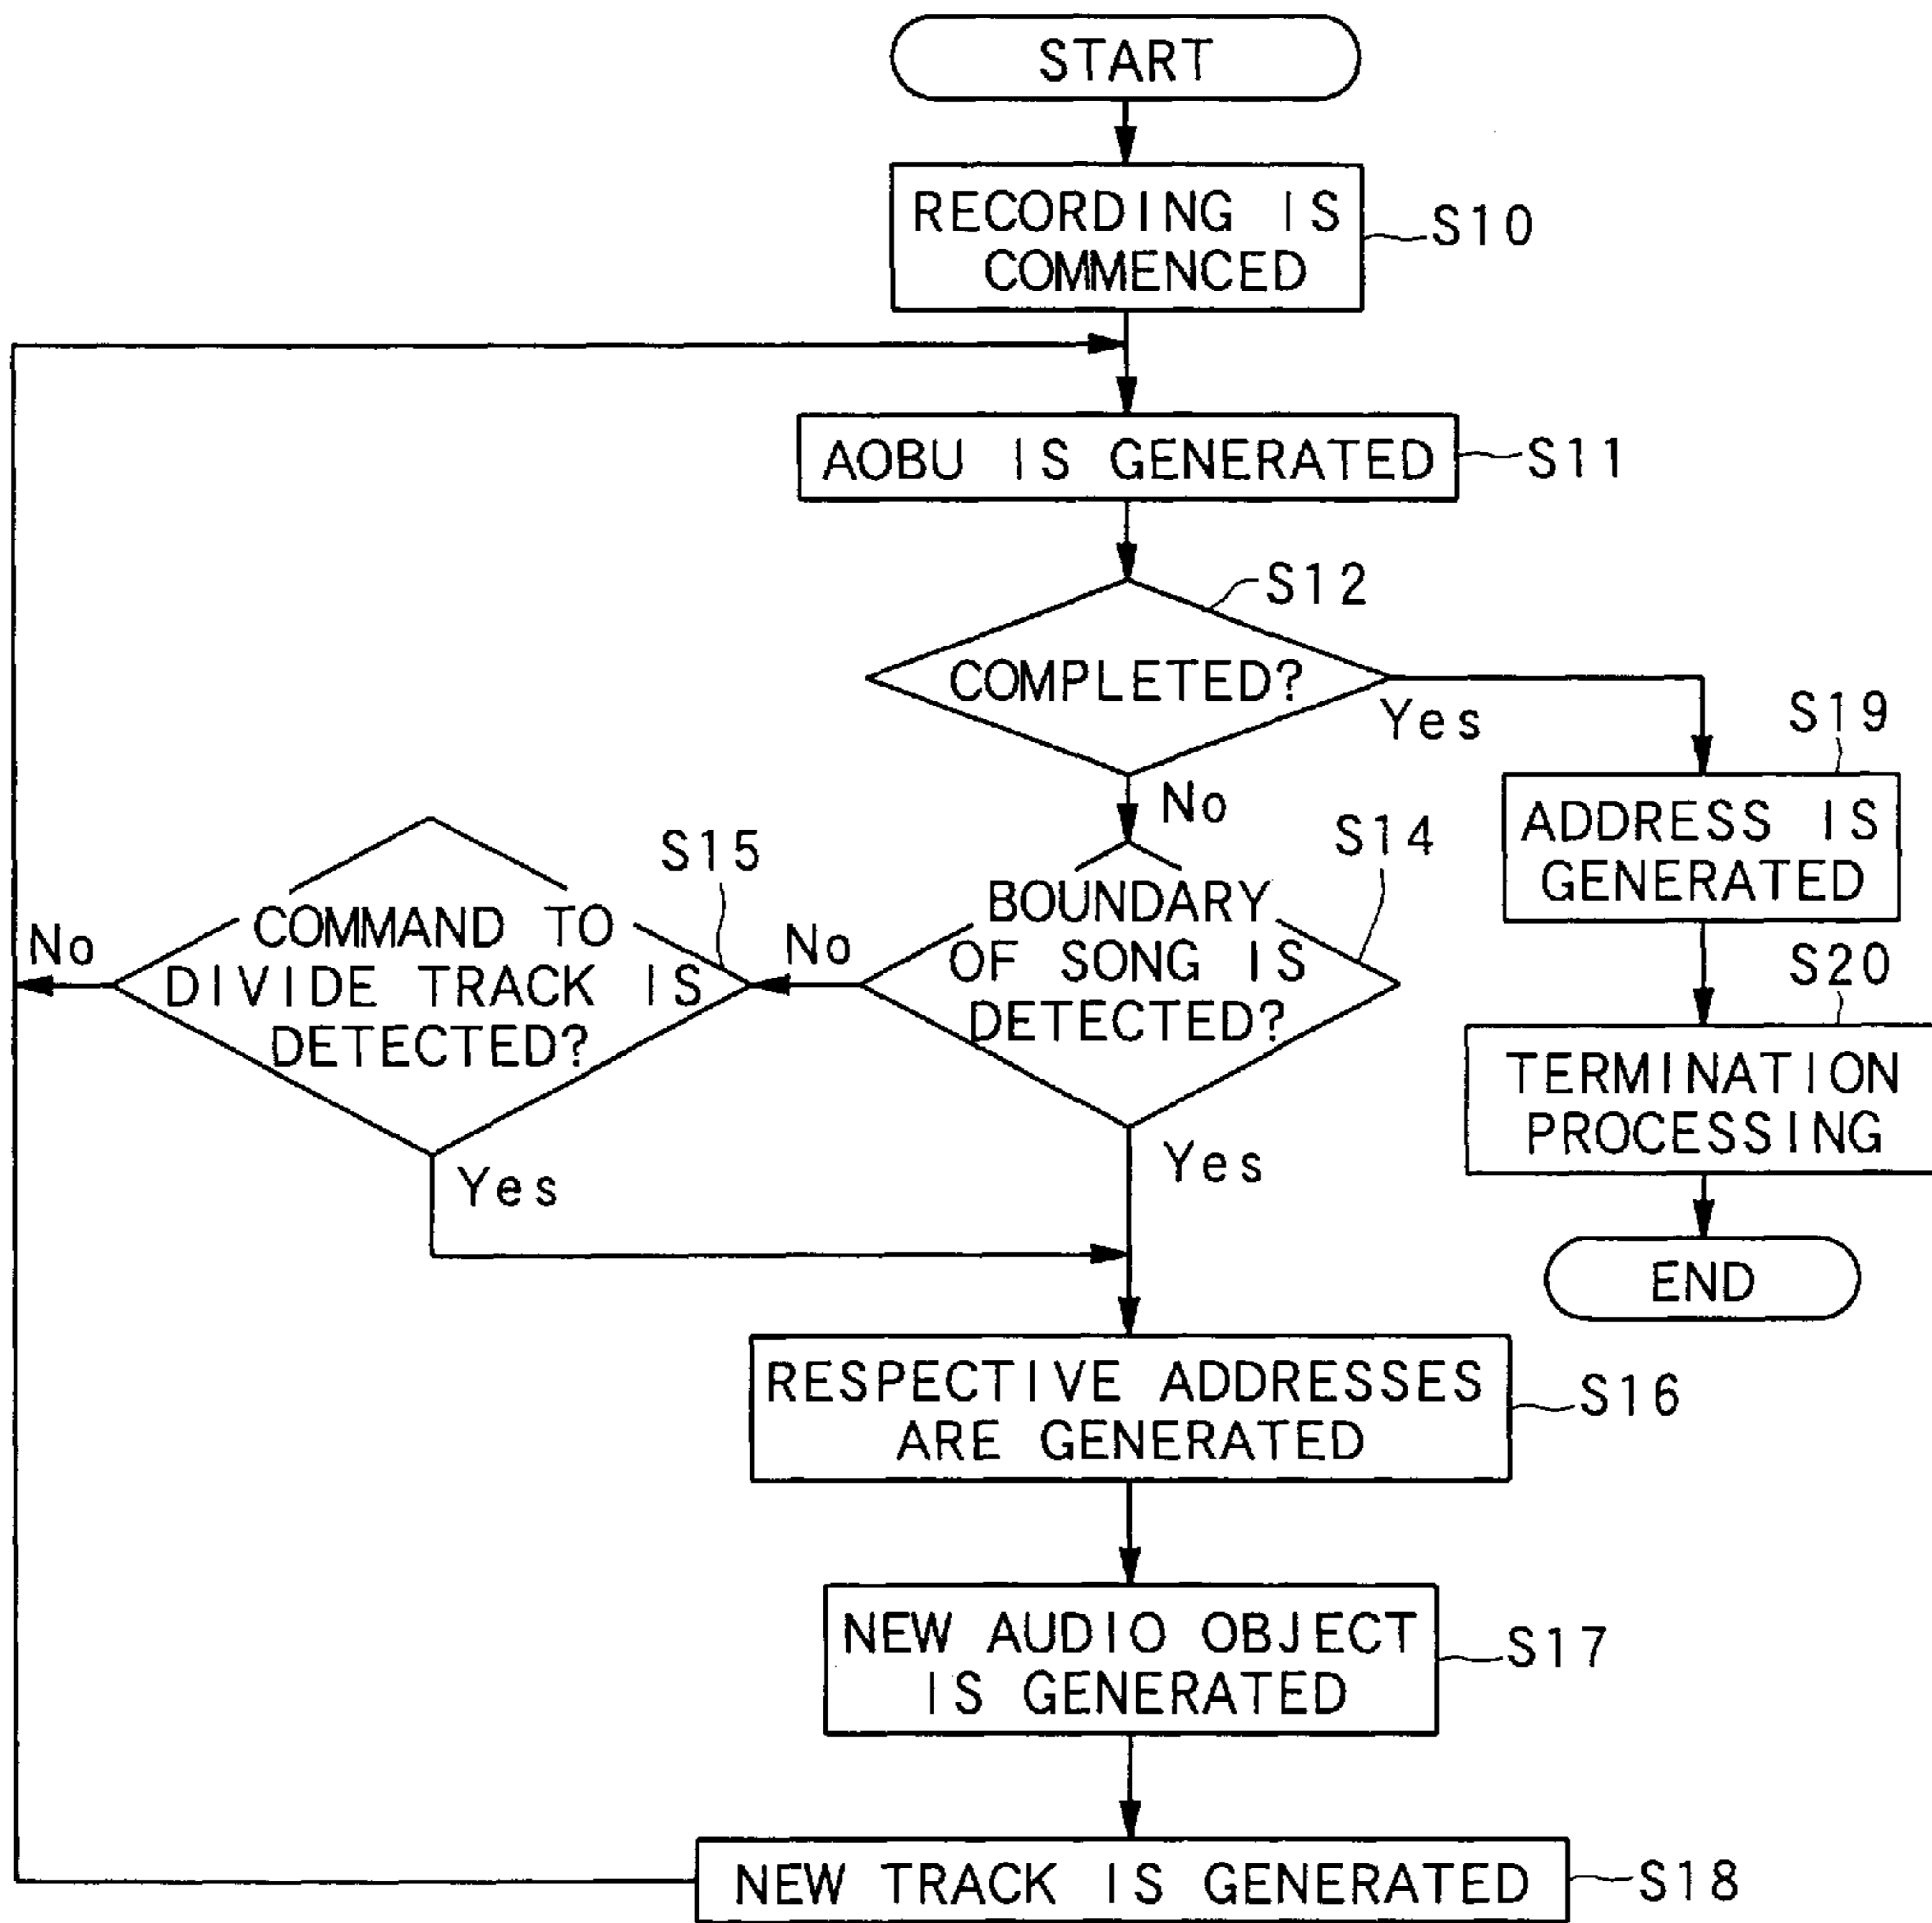 START
RECORDING IS
COMMENCED
S10
AOBU IS GENERATED
S11
S12
COMPLETED?
Yes
No
S19
ADDRESS IS
GENERATED
S14
BOUNDARY
OF SONG IS
DETECTED?
No
Yes
S15
COMMAND TO
DIVIDE TRACK IS
DETECTED?
No
Yes
S20
TERMINATION
PROCESSING
END
RESPECTIVE ADDRESSES
ARE GENERATED
S16
NEW AUDIO OBJECT
IS GENERATED
S17
NEW TRACK IS GENERATED
S18